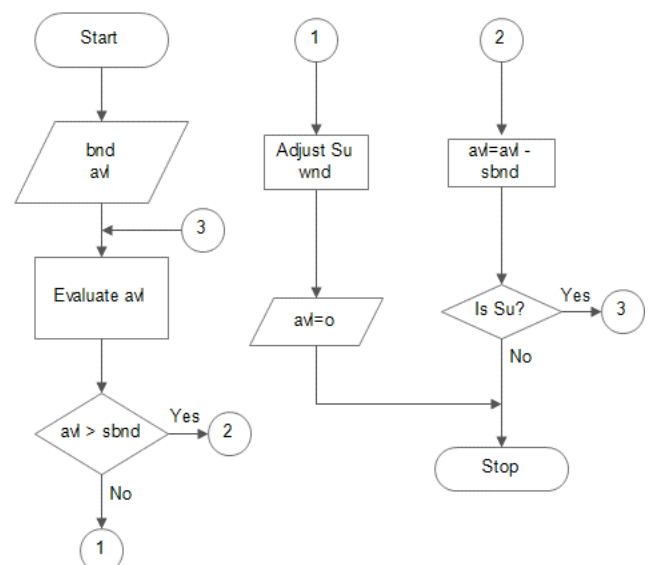 Start
bnd
avl
3
Evaluate avl
avl > sbnd
Yes
2
No
1
1
Adjust Su
wnd
avl=o
2
avl=avl -
sbnd
Is Su?
Yes
3
No
Stop